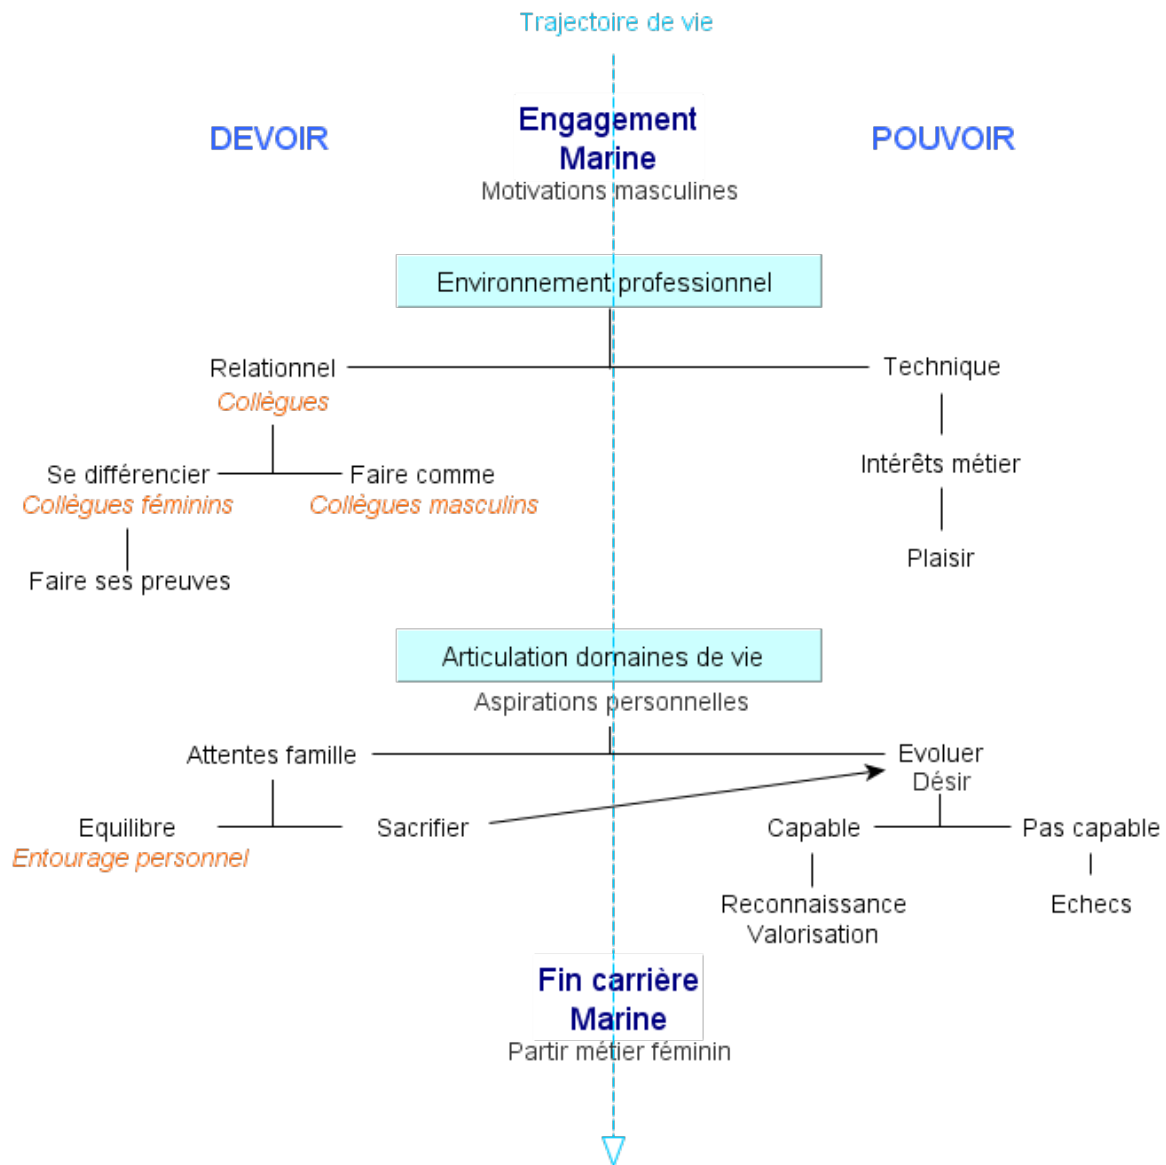 Trajectoire de vie
DEVOIR
Engagement
Marine
POUVOIR
Motivations masculines
Environnement professionnel
Relationnel
Technique
Collègues
Se différencier
Faire comme
Intérêts métier
Collègues féminins
Collègues masculins
Plaisir
Faire ses preuves
Articulation domaines de vie
Aspirations personnelles
Attentes famille
Evoluer
Désir
Equilibre
Sacrifier
Capable
Pas capable
Entourage personnel
Reconnaissance
Valorisation
Echecs
Fin carrière
Marine
Partir métier féminin